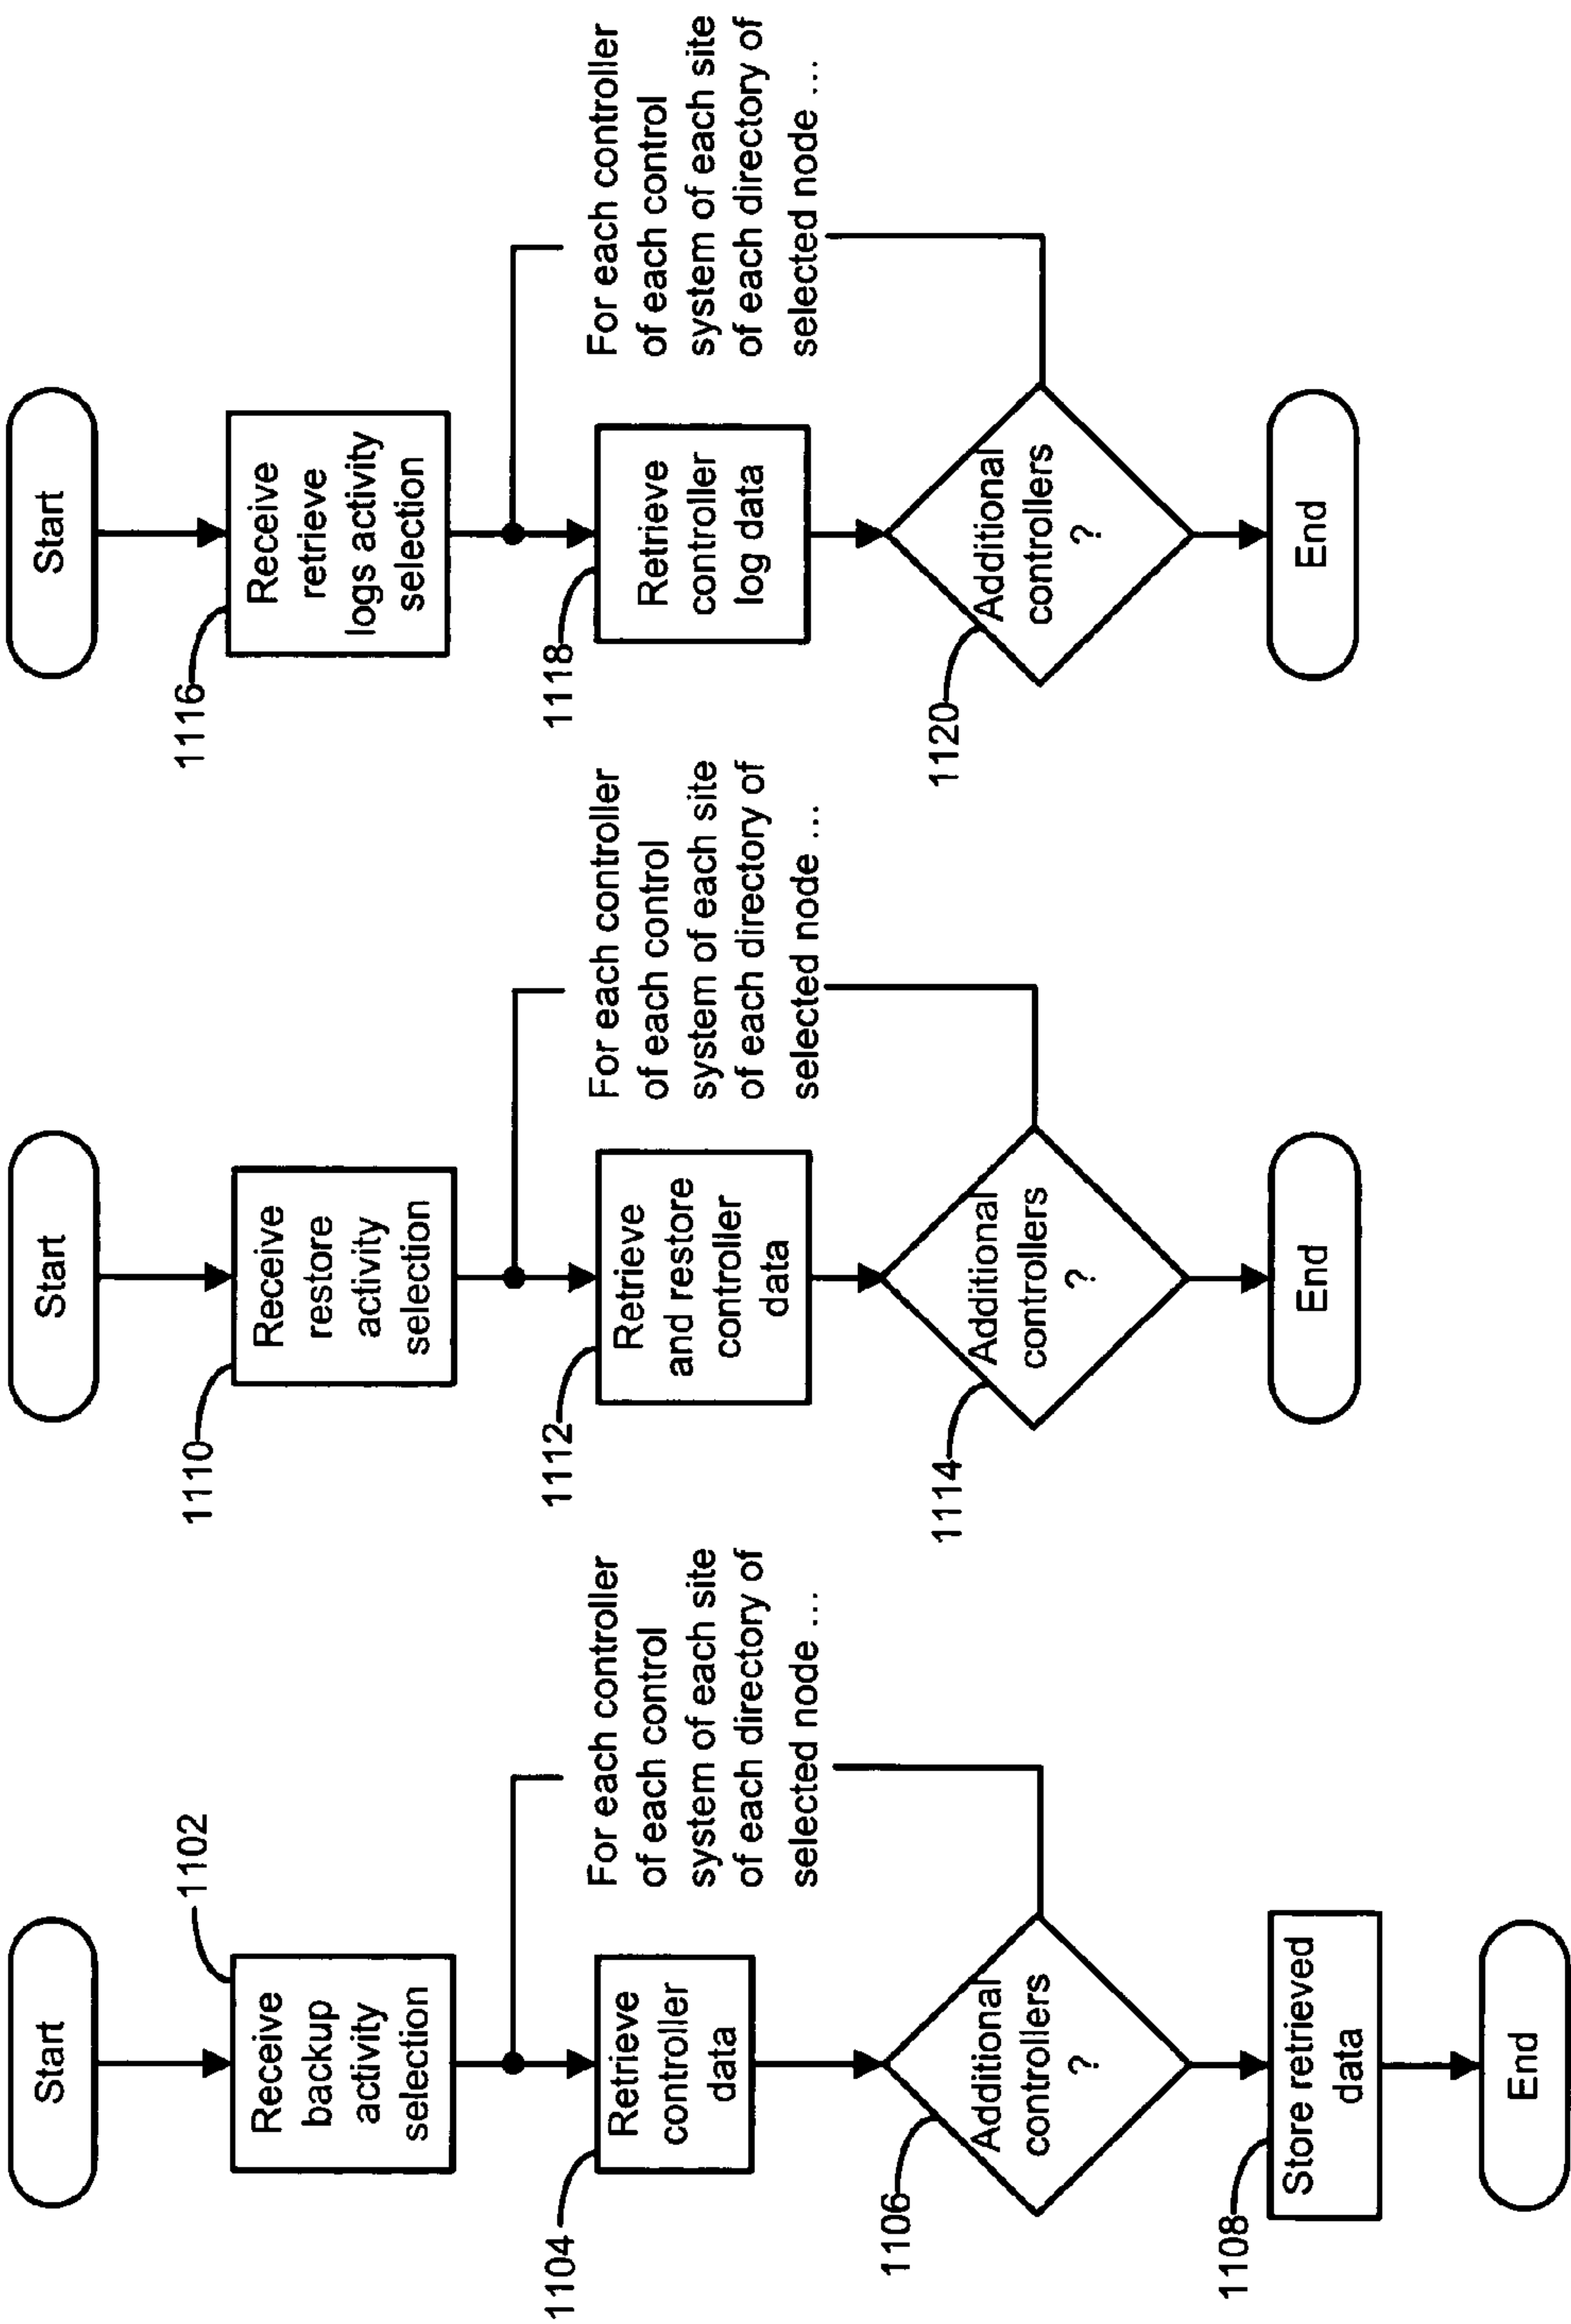 Start
1102
Receive
backup
activity
selection
For each controller
of each control
system of each site
of each directory of
selected node ...
1104
Retrieve
controller
data
1106
Additional
controllers
?
1108
Store retrieved
data
End
Start
1110
Receive
restore
activity
selection
For each controller
of each control
system of each site
of each directory of
selected node ...
1112
Retrieve
and restore
controller
data
1114
Additional
controllers
?
End
Start
1116
Receive
retrieve
logs activity
selection
For each controller
of each control
system of each site
of each directory of
selected node ...
1118
Retrieve
controller
log data
1120
Additional
controllers
?
End